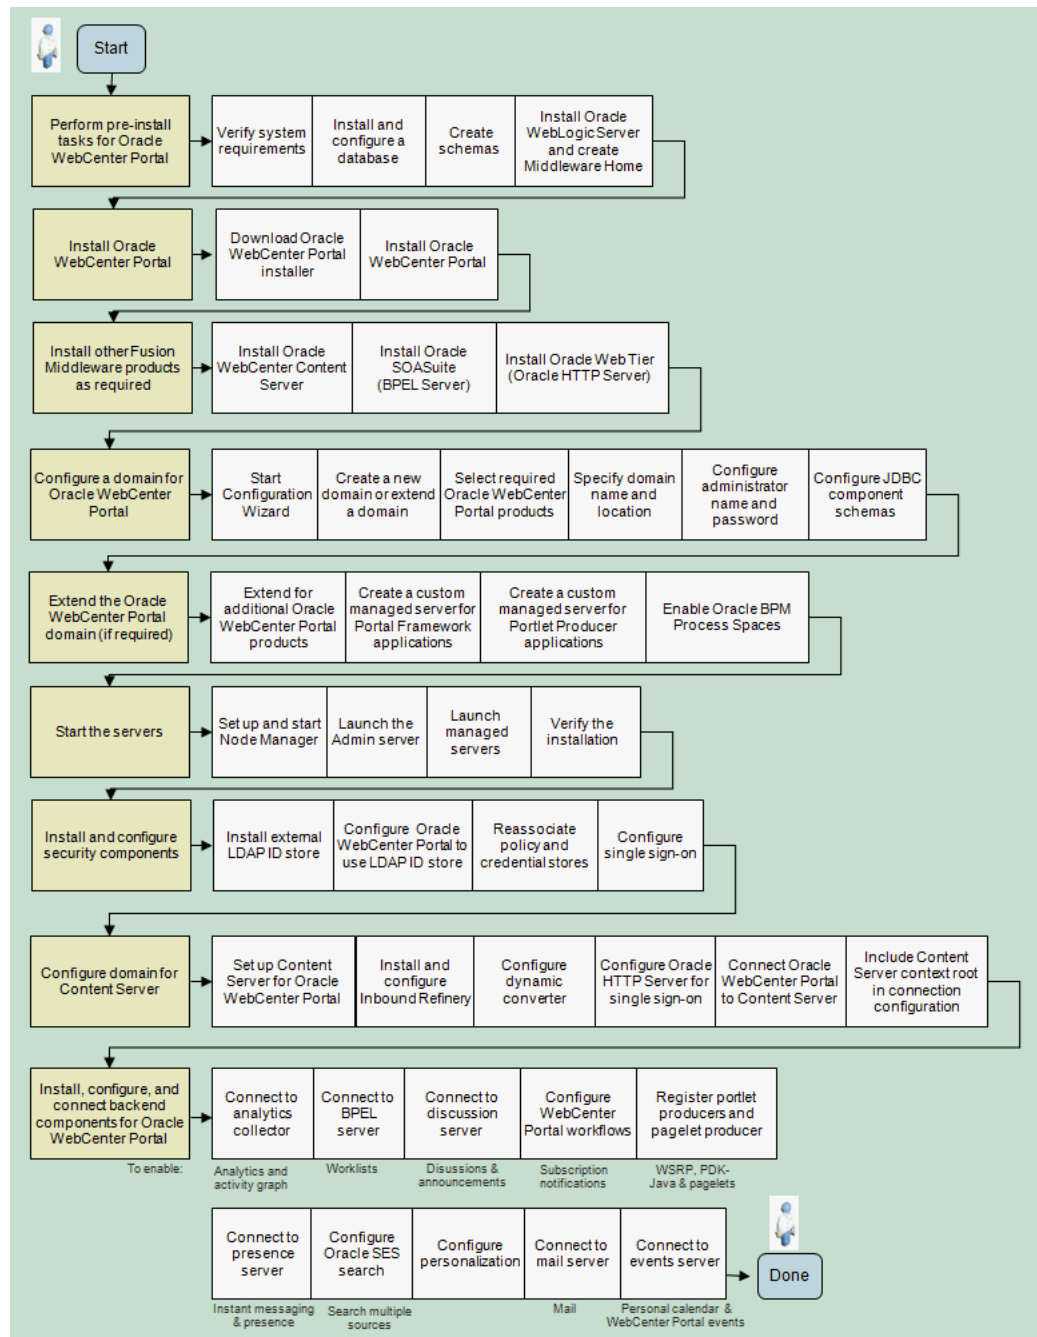 Start
Perform pre-install
tasks for Oracle
WebCenter Portal
Verify system
requirements
Install and
configure a
database
Create
schemas
Install Oracle
WebLogic Server
and create
Middleware Home
Install Oracle
WebCenter Portal
Download Oracle
WebCenter Portal
installer
Install Oracle
WebCenter Portal
Install other Fusion
Middleware products
as required
Install Oracle
WebCenter Content
Server
Install Oracle
SOASuite
(BPEL Server)
Install Oracle Web Tier
(Oracle HTTP Server)
Configure a domain for
Oracle WebCenter
Portal
Start
Configuration
Wizard
Create a new
domain or extend
a domain
Select required
Oracle WebCenter
Portal products
Specify domain
name and
location
Configure
administrator
name and
password
Configure JDBC
component
schemas
Extend the Oracle
WebCenter Portal
domain (if required)
Extend for
additional Oracle
WebCenter Portal
products
Create a custom
managed server for
Portal Framework
applications
Create a custom
managed server for
Portlet Producer
applications
Enable Oracle BPM
Process Spaces
Start the servers
Set up and start
Node Manager
Launch the
Admin server
Launch
managed
servers
Verify the
installation
Install and configure
security components
Install external
LDAP ID store
Configure Oracle
WebCenter Portal to
use LDAP ID store
Reassociate
policy and
credential stores
Configure
single sign-on
Configure domain for
Content Server
Set up Content
Server for Oracle
WebCenter Portal
Install and
configure
Inbound Refinery
Configure
dynamic
converter
Configure Oracle
HTTP Server for
single sign-on
Connect Oracle
WebCenter Portal
to Content Server
Include Content
Server context root
in connection
configuration
Install, configure, and
connect backend
components for Oracle
WebCenter Portal
Connect to
analytics
collector
Connect to
BPEL
server
Connect to
discussion
server
Configure
WebCenter
Portal workflows
Register portlet
producers and
pagelet producer
To enable:
Analytics and
activity graph
Worklists
Disussions &
announcements
Subscription
notifications
WSRP, PDK-
Java & pagelets
Connect to
presence
server
Configure
Oracle SES
search
Configure
personalization
Connect to
mail server
Connect to
events server
Done
Instant messaging
& presence
Search multiple
sources
Mail
Personal calendar &
WebCenter Portal events